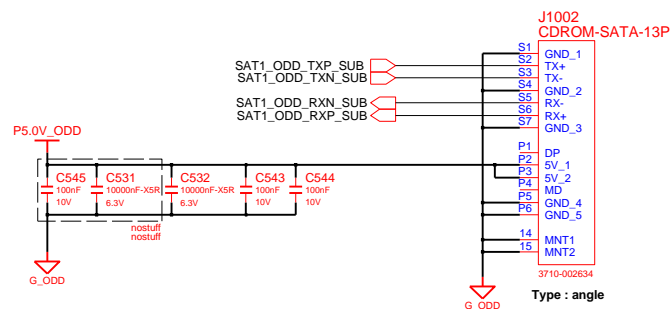 J1002
CDROM-SATA-13P
S1 GND_1
SAT1_ODD_TXP_SUB S2 TX+
SAT1_ODD_TXN_SUB S3 TX-
S4 GND_2
SAT1_ODD_RXN_SUB S5 RX-
SAT1_ODD_RXP_SUB S6 RX+
S7 GND_3
P5.0V_ODD
P1 DP
P2 5V_1
P3 5V_2
P4 MD
P5 GND_4
P6 GND_5
C545 C531 C532 C543 C544
100nF 10000nF-X5R 10000nF-X5R 100nF 100nF
10V 6.3V 6.3V 10V 10V
nostuff
nostuff
14 MNT1
15 MNT2
G_ODD
3710-002634
G_ODD
Type : angle